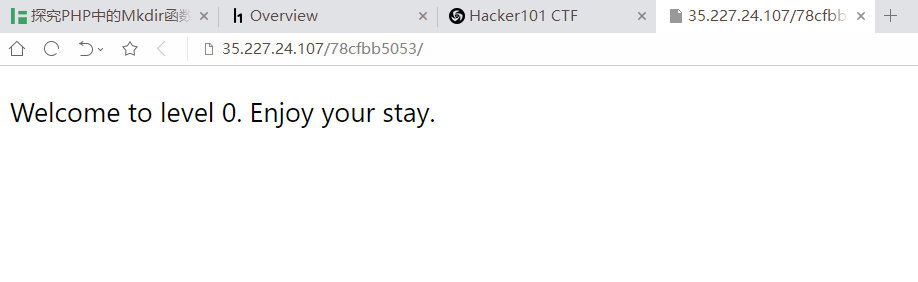 探究PHP中的Mkdir函数
Overview
Hacker101 CTF
35.227.24.107/78cfbb
35.227.24.107/78cfbb5053/
Welcome to level 0. Enjoy your stay.